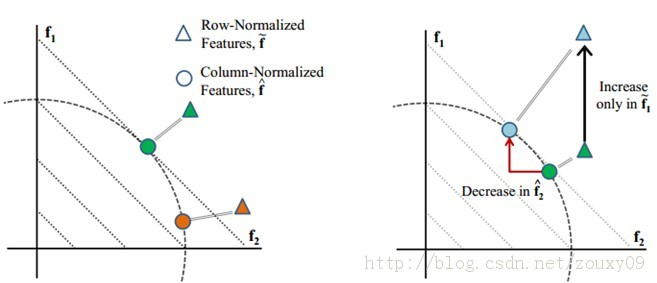 f₁
Row-Normalized
Features, f̃
Column-Normalized
Features, f̂
f₂
f₁
Increase
only in f̃₁
Decrease in f̂₂
f₂
http://blog.csdn.net/zouxy09